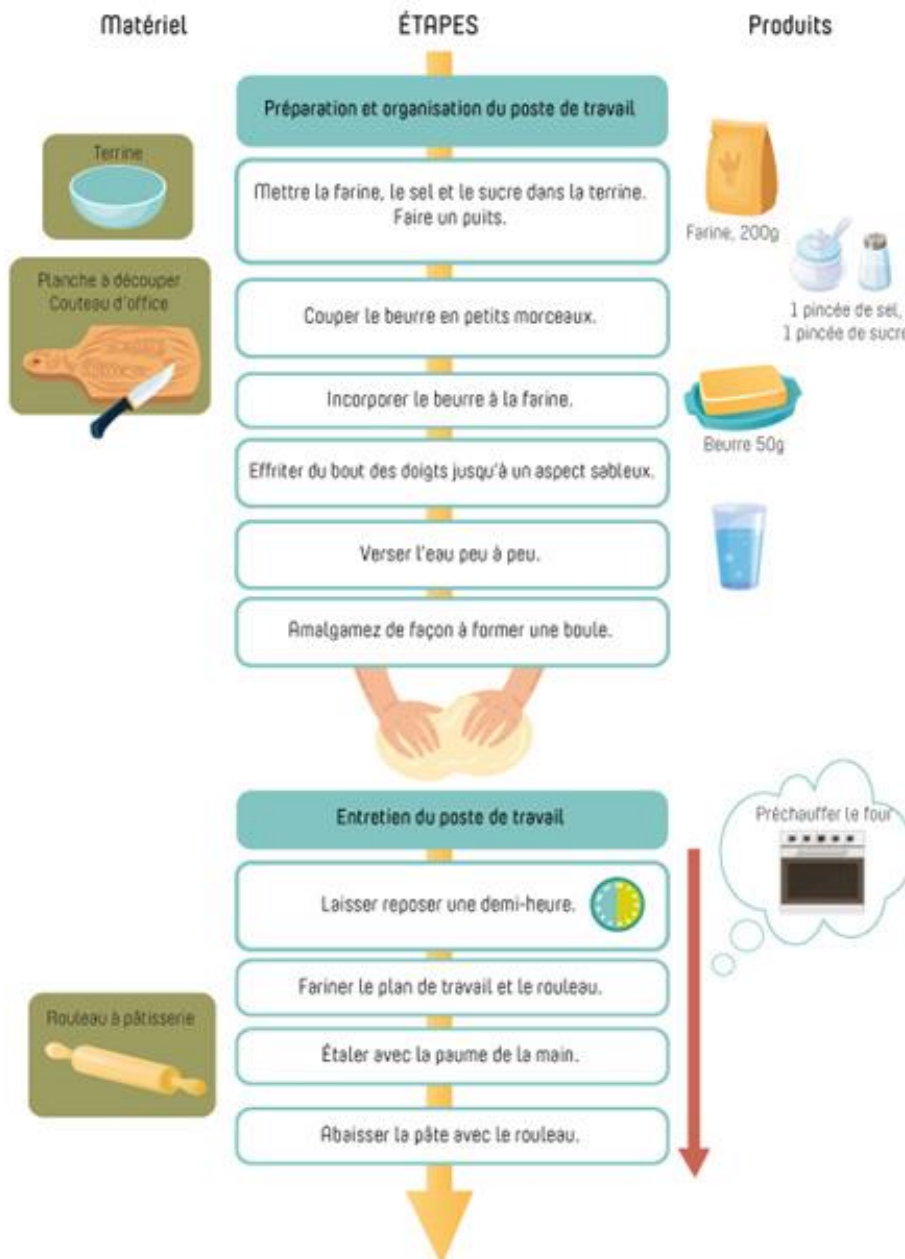 Matériel
ÉTAPES
Produits
Préparation et organisation du poste de travail
Terrine
Mettre la farine, le sel et le sucre dans la terrine.
Faire un puits.
Farine, 200g
1 pincée de sel,
1 pincée de sucre
Planche à découper
Couteau d'office
Couper le beurre en petits morceaux.
Incorporer le beurre à la farine.
Beurre 50g
Effriter du bout des doigts jusqu'à un aspect sableux.
Verser l'eau peu à peu.
Amalgamez de façon à former une boule.
Entretien du poste de travail
Préchauffer le four
Laisser reposer une demi-heure.
Fariner le plan de travail et le rouleau.
Rouleau à pâtisserie
Étaler avec la paume de la main.
Abaisser la pâte avec le rouleau.